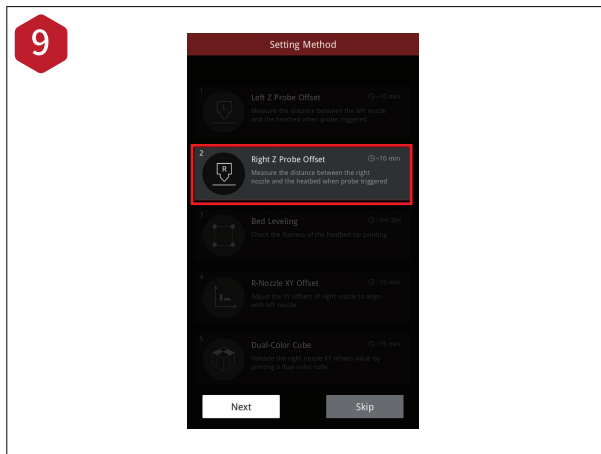 9
Setting Method
1
Left Z Probe Offset
~10 min
L
Measure the distance between the left nozzle
and the heatbed when probe triggered
2
Right Z Probe Offset
~10 min
R
Measure the distance between the right
nozzle and the heatbed when probe triggered
3
Bed Leveling
~1m 30s
Check the flatness of the heatbed for printing
4
R-Nozzle XY Offset
~15 min
Adjust the XY offsets of right nozzle to align
with left nozzle
5
Dual-Color Cube
~15 min
Validate the right nozzle XY offsets value by
printing a dual-color cube
Next
Skip